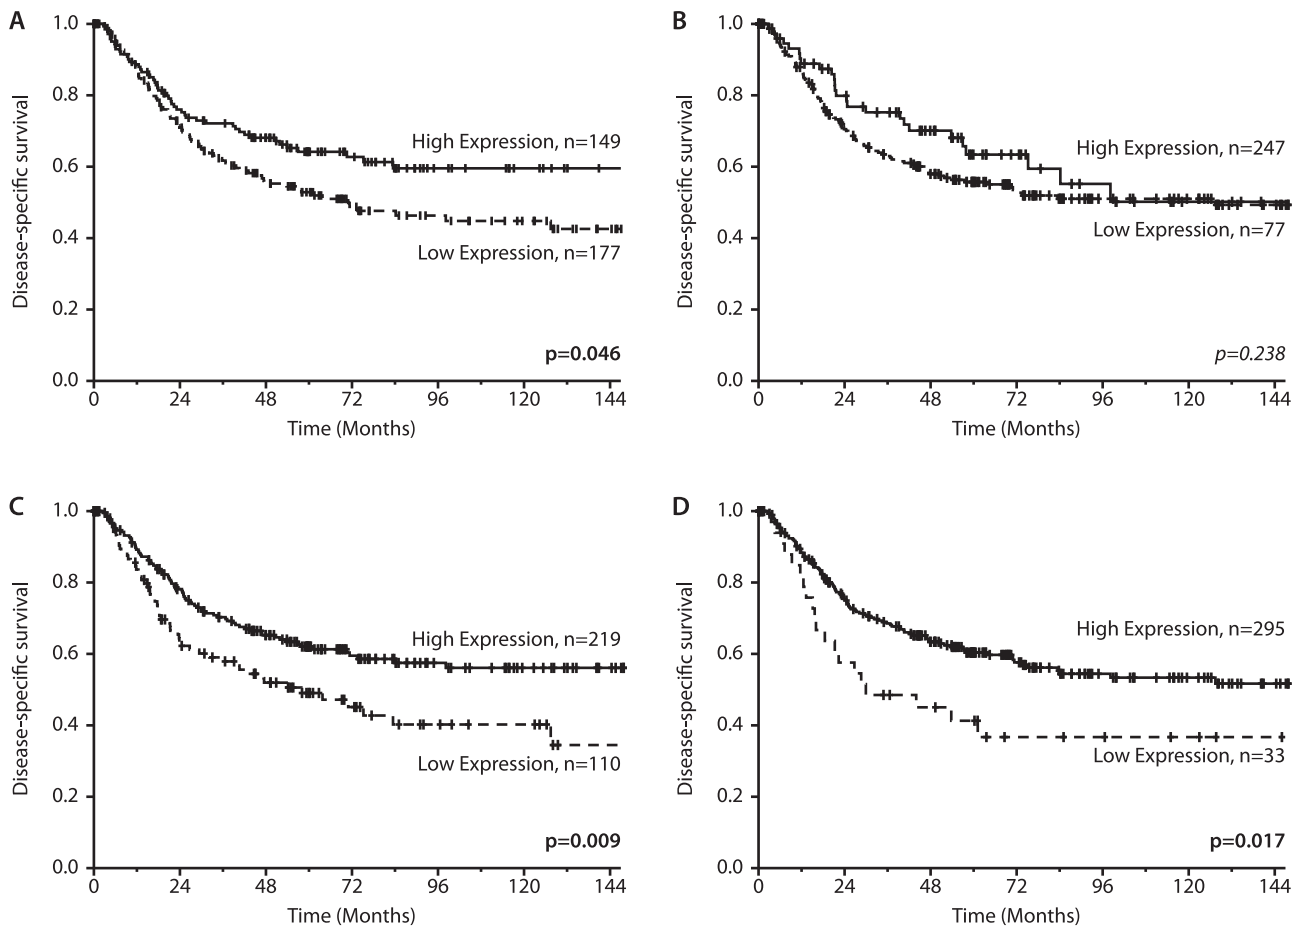 A
Disease-specific survival
1.0
0.8
0.6
0.4
0.2
0.0
High Expression, n=149
Low Expression, n=177
p=0.046
0 24 48 72 96 120 144
Time (Months)
B
Disease-specific survival
1.0
0.8
0.6
0.4
0.2
0.0
High Expression, n=247
Low Expression, n=77
p=0.238
0 24 48 72 96 120 144
Time (Months)
C
Disease-specific survival
1.0
0.8
0.6
0.4
0.2
0.0
High Expression, n=219
Low Expression, n=110
p=0.009
0 24 48 72 96 120 144
Time (Months)
D
Disease-specific survival
1.0
0.8
0.6
0.4
0.2
0.0
High Expression, n=295
Low Expression, n=33
p=0.017
0 24 48 72 96 120 144
Time (Months)